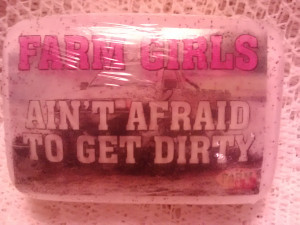 FARM GIRLS
AIN'T AFRAID
TO GET DIRTY